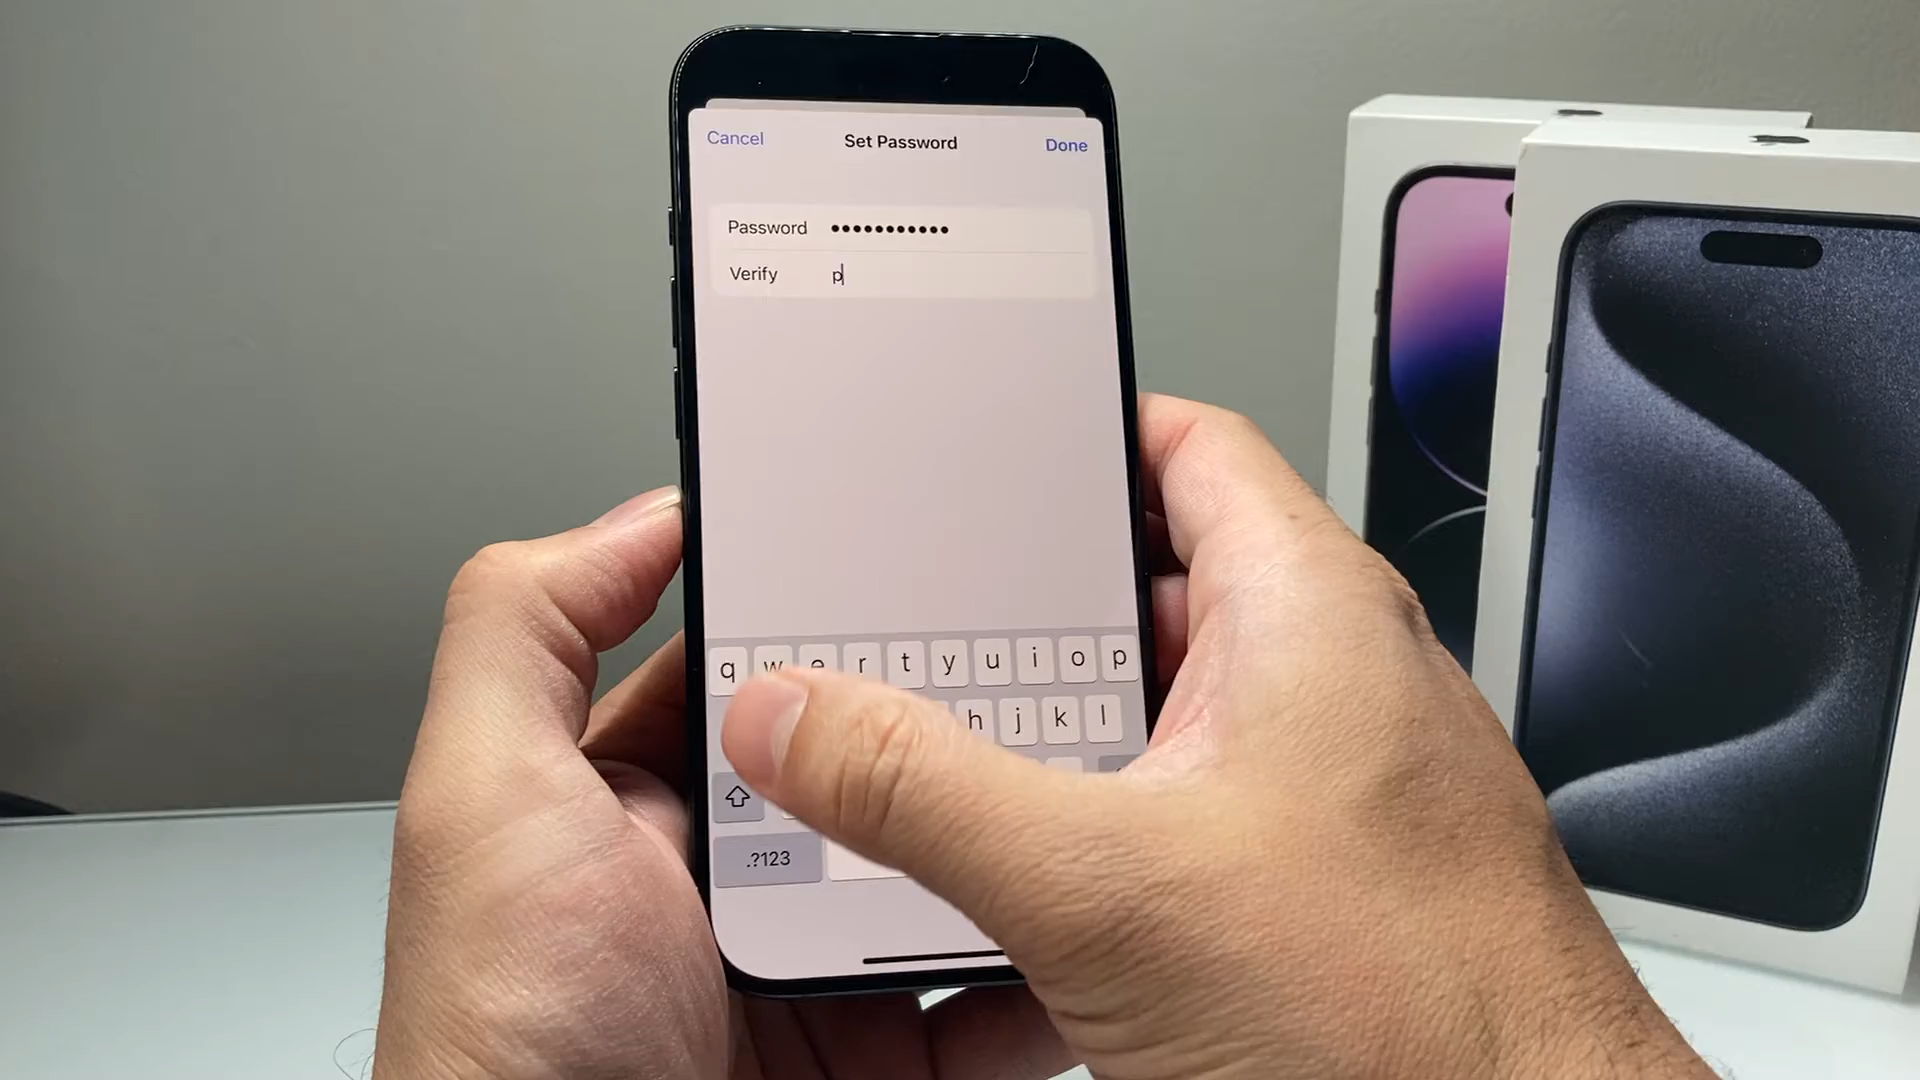 Cancel Set Password Done
Password •••••••••••
Verify p
q w e r t y u i o p
h j k l
.?123